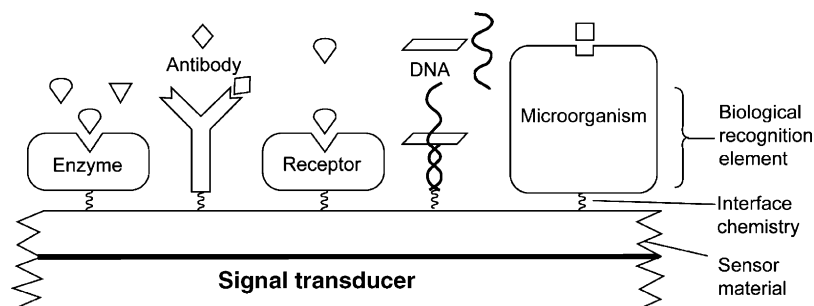 Antibody
DNA
Enzyme
Receptor
Microorganism
Biological
recognition
element
Interface
chemistry
Sensor
material
Signal transducer